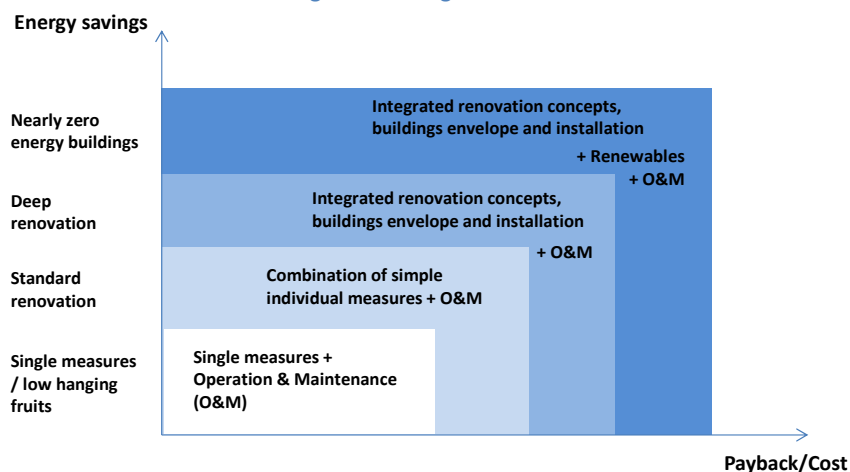 Energy savings
Nearly zero
energy buildings
Integrated renovation concepts,
buildings envelope and installation
+ Renewables
+ O&M
Deep
renovation
Integrated renovation concepts,
buildings envelope and installation
+ O&M
Standard
renovation
Combination of simple
individual measures + O&M
Single measures
/ low hanging
fruits
Single measures +
Operation & Maintenance
(O&M)
Payback/Cost